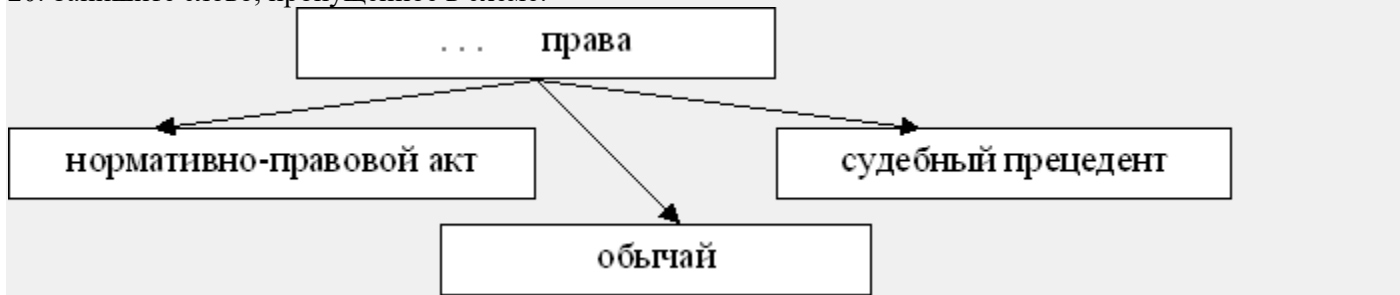 ... права
нормативно-правовой акт
судебный прецедент
обычай